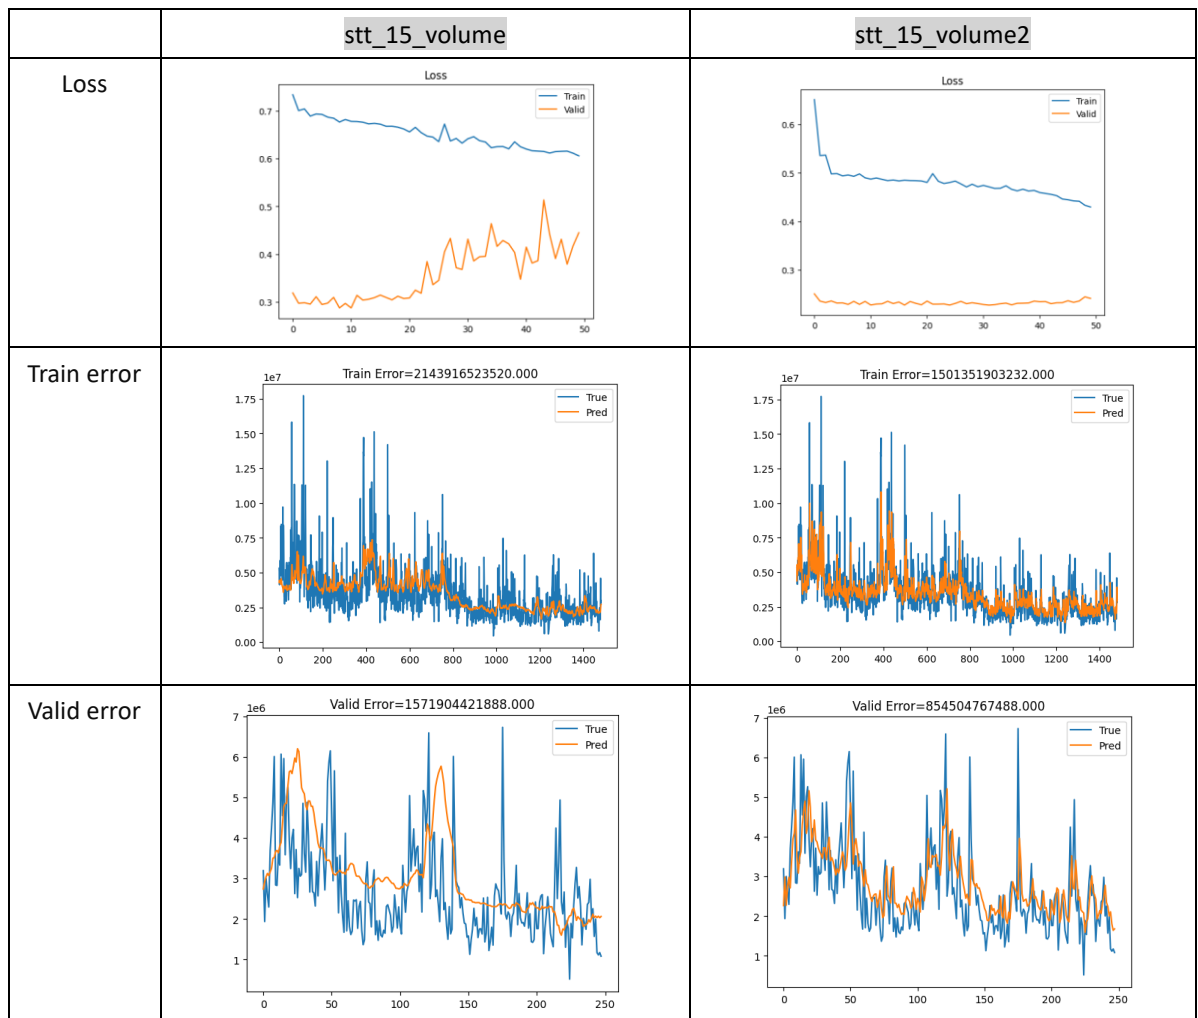 stt_15_volume stt_15_volume2
Loss
Loss
Train
Valid
0.7
0.6
0.5
0.4
0.3
0 10 20 30 40 50
Loss
Train
Valid
0.6
0.5
0.4
0.3
0 10 20 30 40 50
Train error
Train Error=2143916523520.000
1e7
True
Pred
1.75
1.50
1.25
1.00
0.75
0.50
0.25
0.00
0 200 400 600 800 1000 1200 1400
Train Error=1501351903232.000
1e7
True
Pred
1.75
1.50
1.25
1.00
0.75
0.50
0.25
0.00
0 200 400 600 800 1000 1200 1400
Valid error
Valid Error=1571904421888.000
1e6
True
Pred
7
6
5
4
3
2
1
0 50 100 150 200 250
Valid Error=854504767488.000
1e6
True
Pred
7
6
5
4
3
2
1
0 50 100 150 200 250